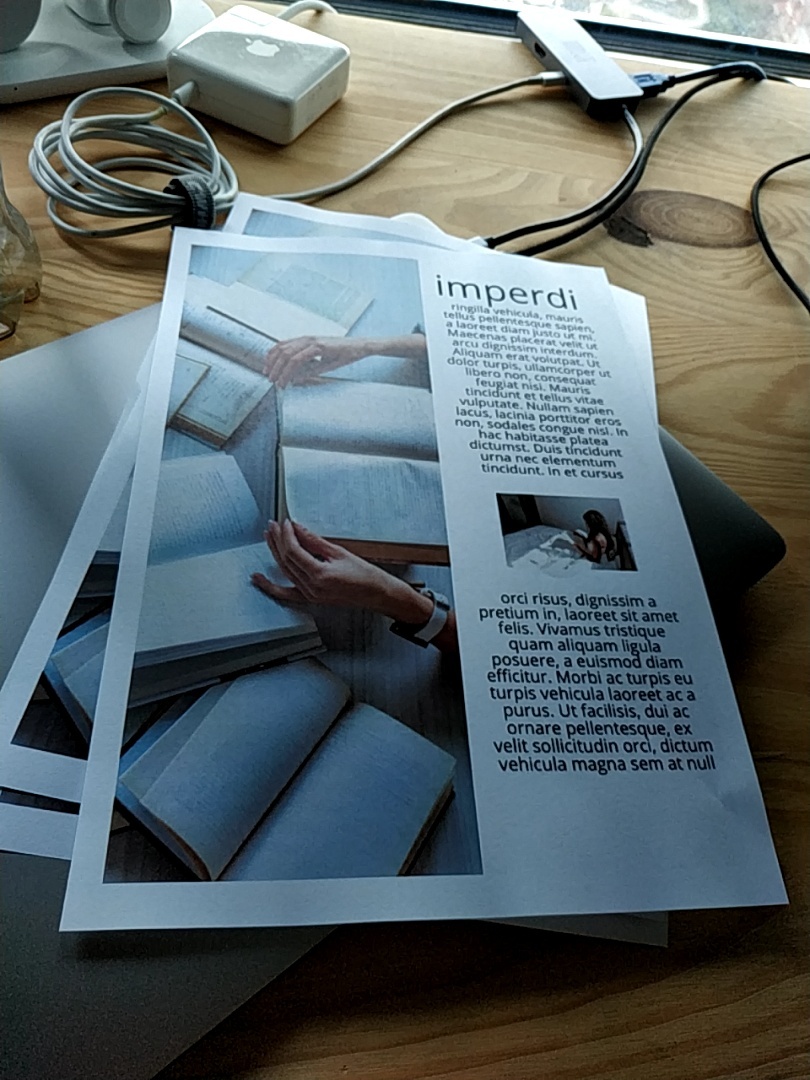 imperdi
ringilla vehicula, mauris
tellus pellentesque sapien,
a laoreet diam justo ut mi.
Maecenas placerat velit ut
arcu dignissim interdum.
Aliquam erat volutpat. Ut
dolor turpis, ullamcorper ut
libero non, consequat
feugiat nisi. Mauris
tincidunt et tellus vitae
vulputate. Nullam sapien
lacus, lacinia porttitor eros
non, sodales congue nisl. In
hac habitasse platea
dictumst. Duis tincidunt
urna nec elementum
tincidunt. In et cursus
orci risus, dignissim a
pretium in, laoreet sit amet
felis. Vivamus tristique
quam aliquam ligula
posuere, a euismod diam
efficitur. Morbi ac turpis eu
turpis vehicula laoreet ac a
purus. Ut facilisis, dui ac
ornare pellentesque, ex
velit sollicitudin orci, dictum
vehicula magna sem at null